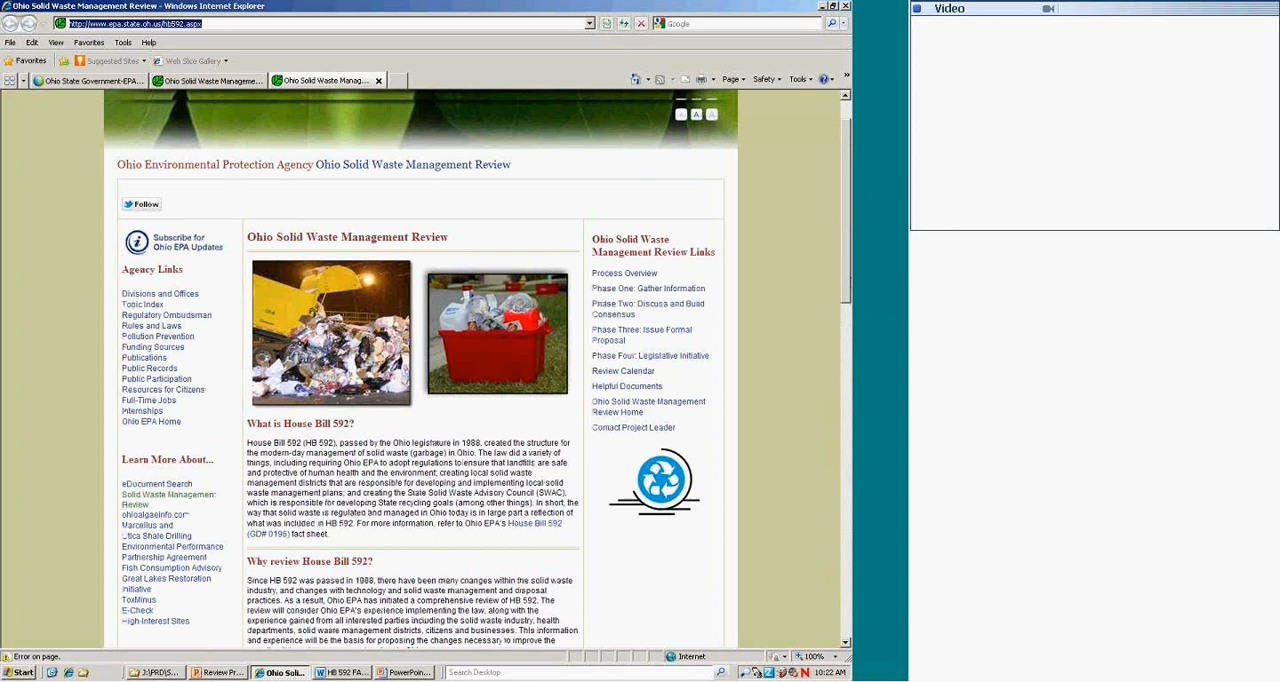 Ohio Solid Waste Management Review - Windows Internet Explorer
http://www.epa.state.oh.us/hb592.aspx
Google
File Edit View Favorites Tools Help
Favorites Suggested Sites Web Slice Gallery
Ohio State Government-EPA... Ohio Solid Waste Manageme... Ohio Solid Waste Manag... Page Safety Tools
A
Ohio Environmental Protection Agency Ohio Solid Waste Management Review
Follow
Subscribe for
Ohio EPA Updates
Agency Links
Divisions and Offices
Topic Index
Regulatory Ombudsman
Rules and Laws
Pollution Prevention
Funding Sources
Publications
Public Records
Public Participation
Resources for Citizens
Full-Time Jobs
Internships
Ohio EPA Home
Learn More About...
eDocument Search
Solid Waste Management
Review
ohioalgaeinfo.com
Marcellus and
Utica Shale Drilling
Environmental Performance
Partnership Agreement
Fish Consumption Advisory
Great Lakes Restoration
Initiative
ToxMinus
E-Check
High-Interest Sites
Ohio Solid Waste Management Review
What is House Bill 592?
House Bill 592 (HB 592), passed by the Ohio legislature in 1988, created the structure for
the modern-day management of solid waste (garbage) in Ohio. The law did a variety of
things, including requiring Ohio EPA to adopt regulations to ensure that landfills are safe
and protective of human health and the environment; creating local solid waste
management districts that are responsible for developing and implementing local solid
waste management plans; and creating the State Solid Waste Advisory Council (SWAC),
which is responsible for developing State recycling goals (among other things). In short, the
way that solid waste is regulated and managed in Ohio today is in large part a reflection of
what was included in HB 592. For more information, refer to Ohio EPA's House Bill 592
(GD# 0196) fact sheet.
Why review House Bill 592?
Since HB 592 was passed in 1988, there have been many changes within the solid waste
industry, and changes with technology and solid waste management and disposal
practices. As a result, Ohio EPA has initiated a comprehensive review of HB 592. The
review will consider Ohio EPA's experience implementing the law, along with the
experience gained from all interested parties including the solid waste industry, health
departments, solid waste management districts, citizens and businesses. This information
and experience will be the basis for proposing the changes necessary to improve the
Ohio Solid Waste
Management Review Links
Process Overview
Phase One: Gather Information
Phase Two: Discuss and Build
Consensus
Phase Three: Issue Formal
Proposal
Phase Four: Legislative Initiative
Review Calendar
Helpful Documents
Ohio Solid Waste Management
Review Home
Contact Project Leader
Error on page. Internet 100%
Start J:\PRD\S... Review Pr... Ohio Soli... HB 592 FA... PowerPoin... Search Desktop 10:22 AM
Video